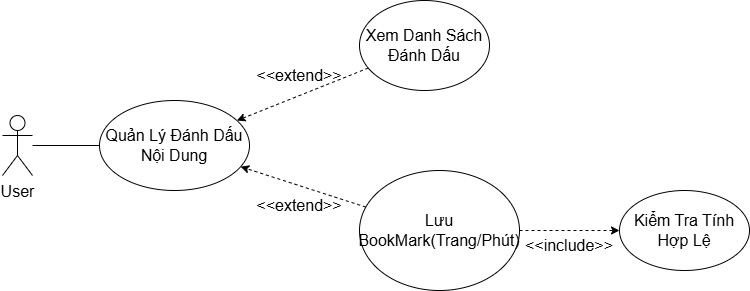 Xem Danh Sách
Đánh Dấu
<<extend>>
Quản Lý Đánh Dấu
Nội Dung
User
<<extend>>
Lưu
BookMark(Trang/Phút)
<<include>>
Kiểm Tra Tính
Hợp Lệ